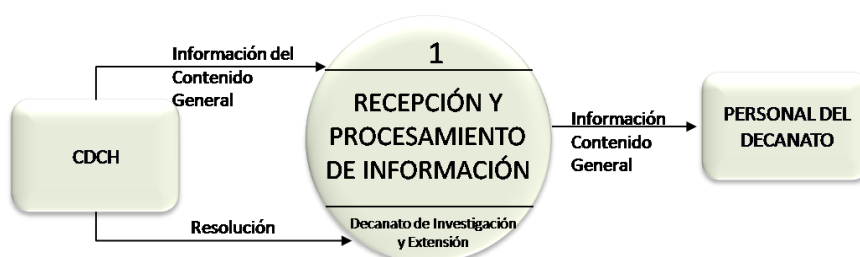 Información del
Contenido
General
CDCH
Resolución
1
RECEPCIÓN Y
PROCESAMIENTO
DE INFORMACIÓN
Decanato de Investigación
y Extensión
Información
Contenido
General
PERSONAL DEL
DECANATO